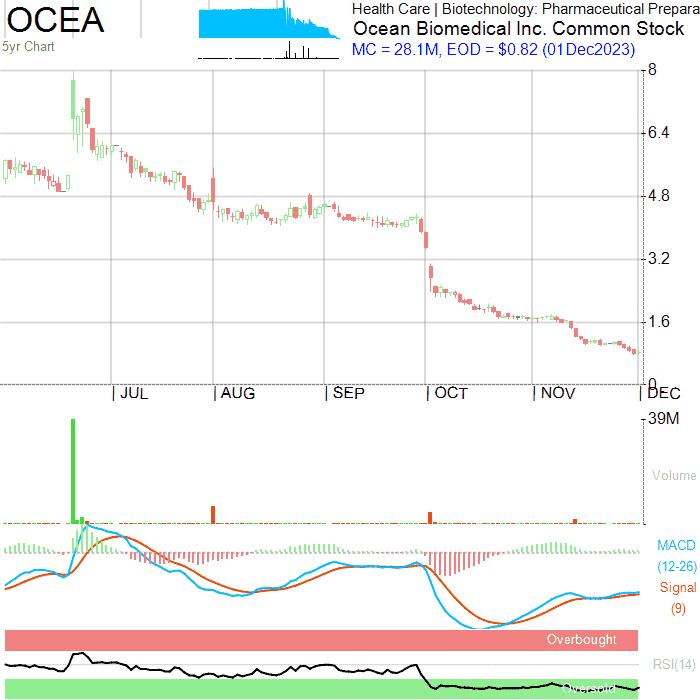 OCEA
5yr Chart
Health Care | Biotechnology: Pharmaceutical Prepara
Ocean Biomedical Inc. Common Stock
MC = 28.1M, EOD = $0.82 (01Dec2023)
8
6.4
4.8
3.2
1.6
0
JUL AUG SEP OCT NOV DEC
39M
Volume
MACD
(12-26)
Signal
(9)
Overbought
RSI(14)
Oversold